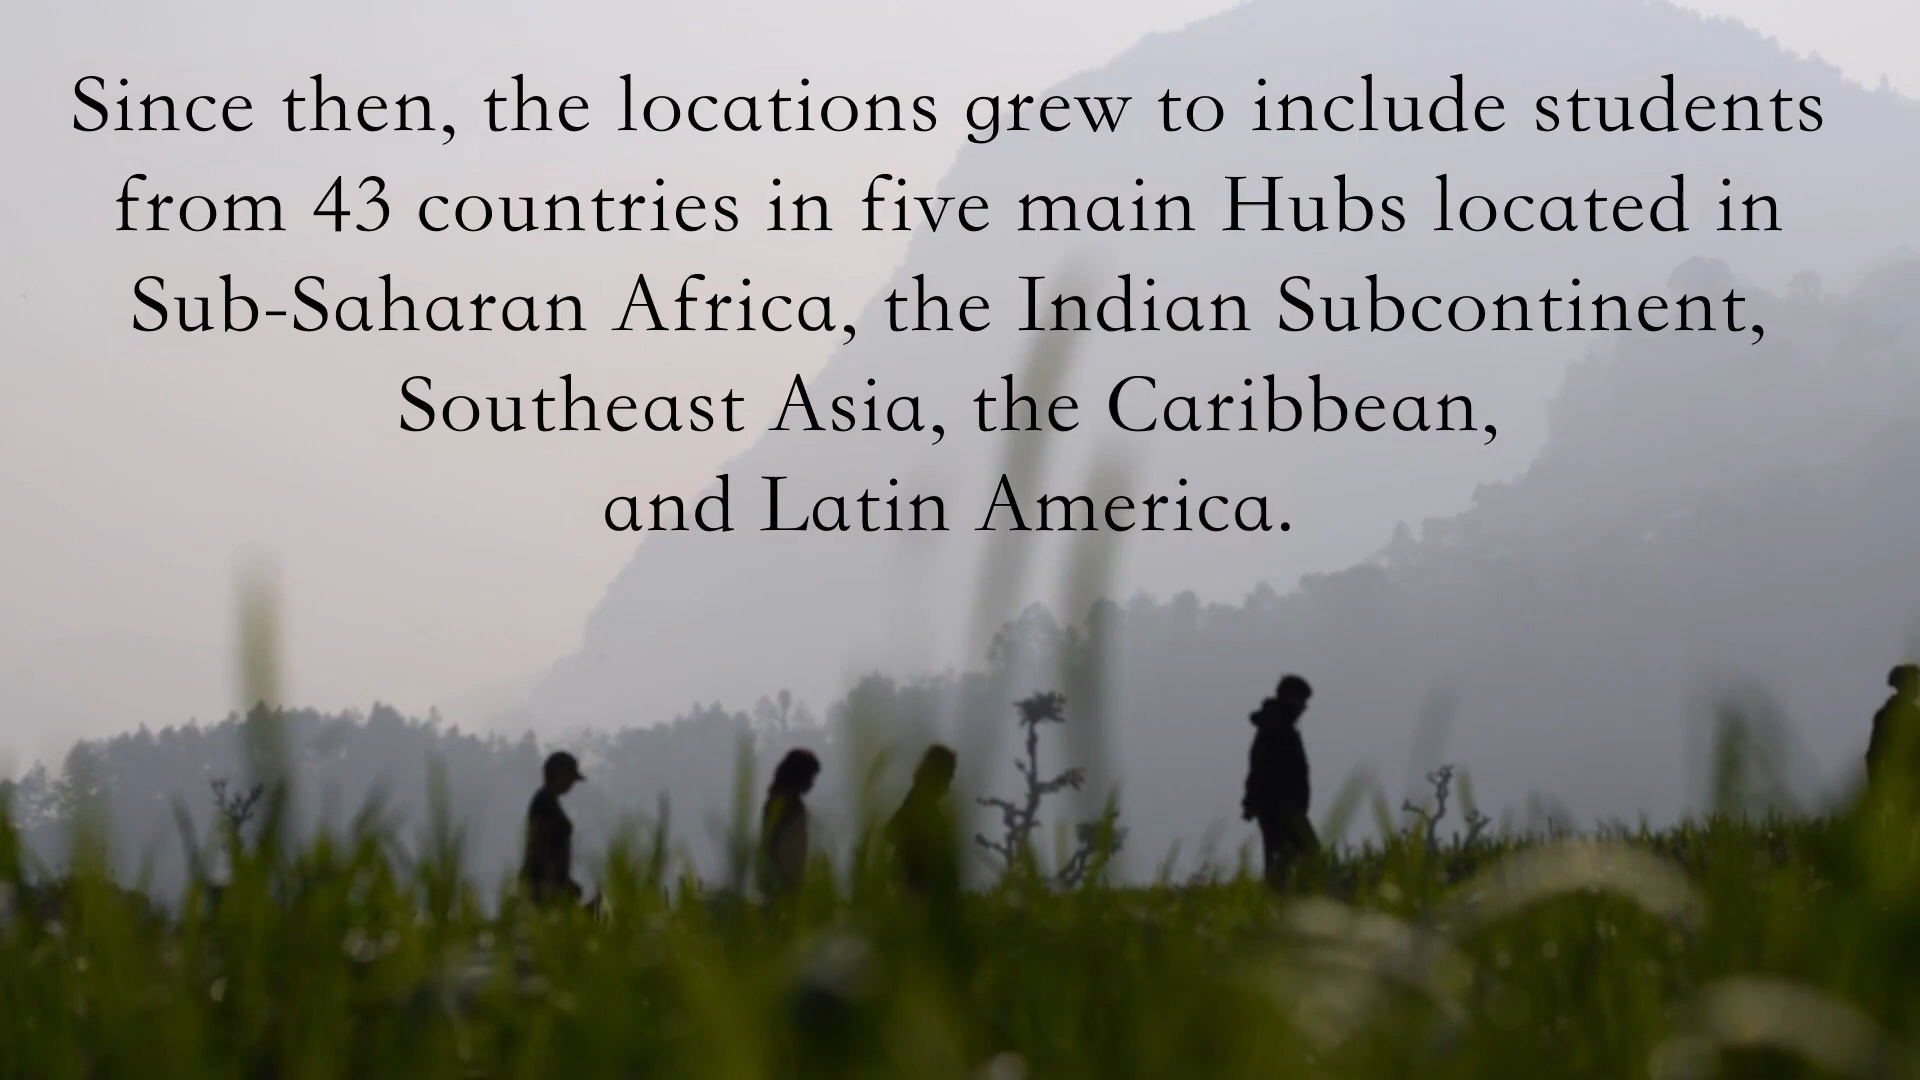 Since then, the locations grew to include students
from 43 countries in five main Hubs located in
Sub-Saharan Africa, the Indian Subcontinent,
Southeast Asia, the Caribbean,
and Latin America.